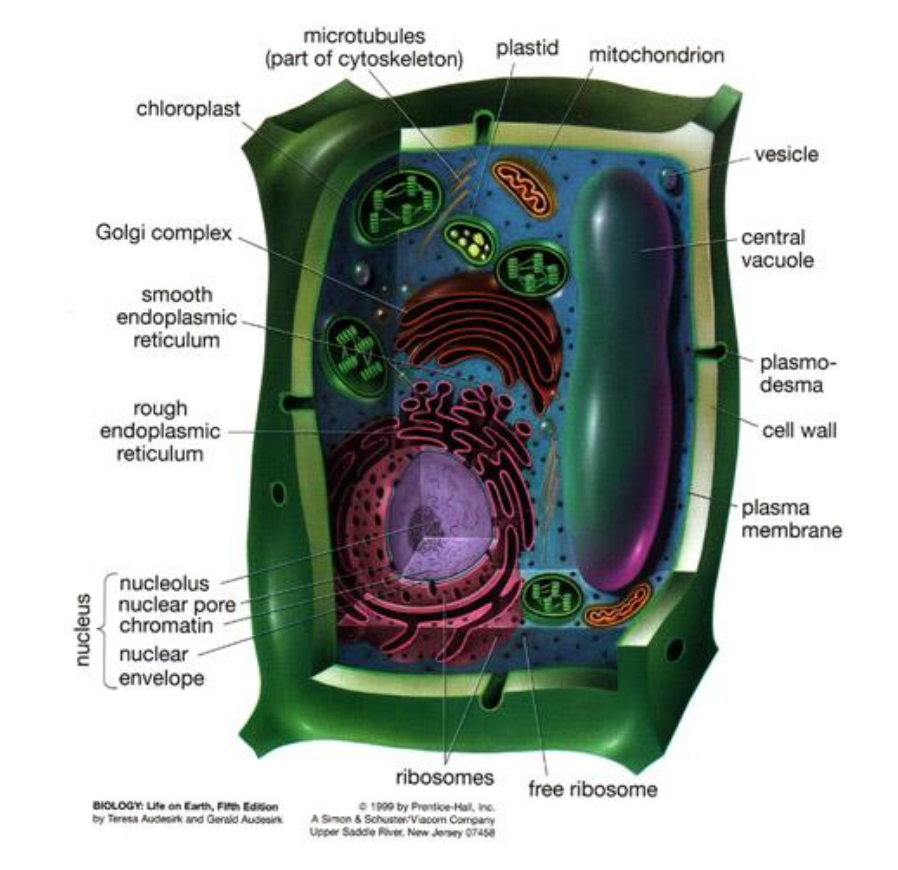 microtubules
(part of cytoskeleton)
plastid
mitochondrion
chloroplast
vesicle
Golgi complex
central
vacuole
smooth
endoplasmic
reticulum
plasmo-
desma
rough
endoplasmic
reticulum
cell wall
plasma
membrane
nucleus
nucleolus
nuclear pore
chromatin
nuclear
envelope
ribosomes
free ribosome
BIOLOGY: Life on Earth, Fifth Edition
by Teresa Audesirk and Gerald Audesirk
© 1999 by Prentice-Hall, Inc.
A Simon & Schuster/Viacom Company
Upper Saddle River, New Jersey 07458